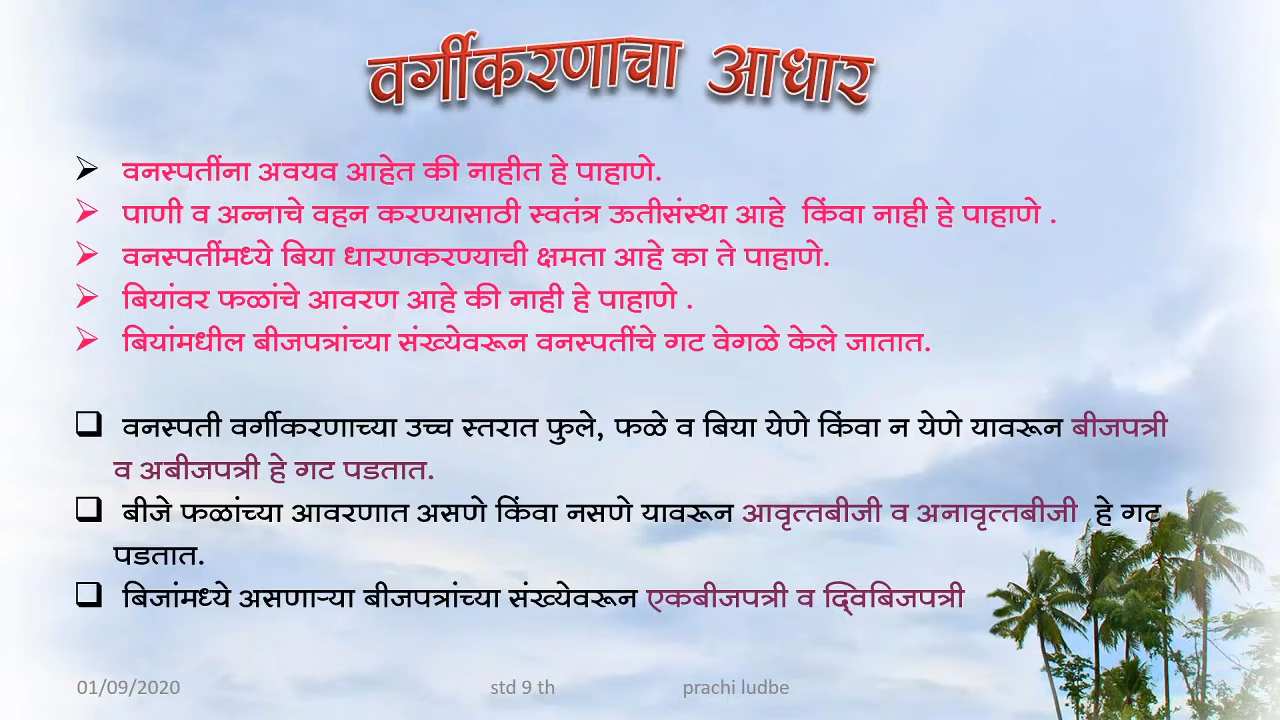 वर्गीकरणाचा आधार
➢ वनस्पतींना अवयव आहेत की नाहीत हे पाहाणे.
➢ पाणी व अन्नाचे वहन करण्यासाठी स्वतंत्र ऊतीसंस्था आहे किंवा नाही हे पाहाणे .
➢ वनस्पतींमध्ये बिया धारणकरण्याची क्षमता आहे का ते पाहाणे.
➢ बियांवर फळांचे आवरण आहे की नाही हे पाहाणे .
➢ बियांमधील बीजपत्रांच्या संख्येवरून वनस्पतींचे गट वेगळे केले जातात.
❑ वनस्पती वर्गीकरणाच्या उच्च स्तरात फुले, फळे व बिया येणे किंवा न येणे यावरून बीजपत्री
व अबीजपत्री हे गट पडतात.
❑ बीजे फळांच्या आवरणात असणे किंवा नसणे यावरून आवृत्तबीजी व अनावृत्तबीजी हे गट
पडतात.
❑ बिजांमध्ये असणाऱ्या बीजपत्रांच्या संख्येवरून एकबीजपत्री व द्विबिजपत्री
01/09/2020 std 9 th prachi ludbe